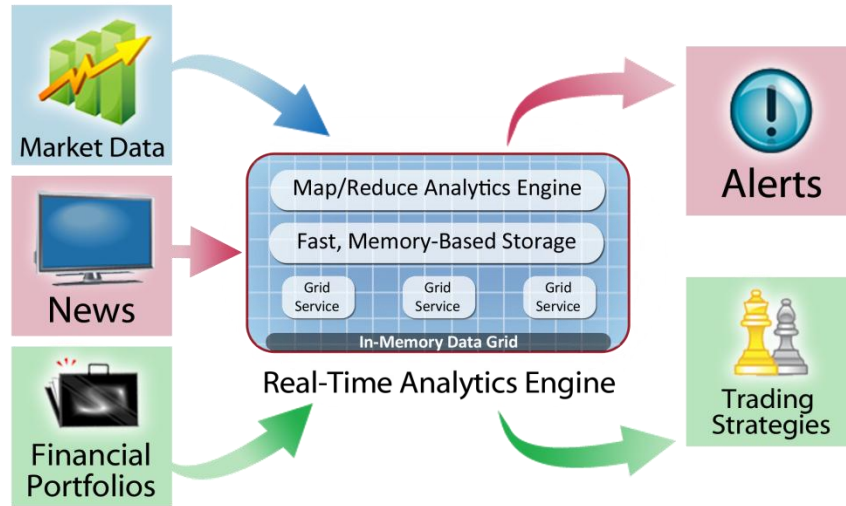 Market Data
News
Financial
Portfolios
Map/Reduce Analytics Engine
Fast, Memory-Based Storage
Grid
Service
Grid
Service
Grid
Service
In-Memory Data Grid
Real-Time Analytics Engine
Alerts
Trading
Strategies